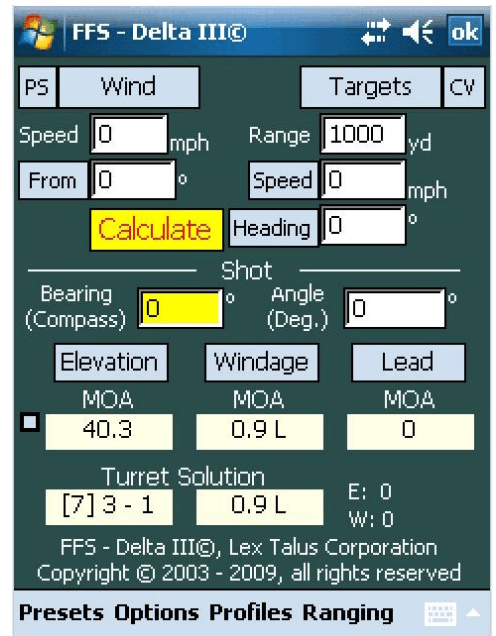 FFS - Delta III© ok
PS Wind Targets CV
Speed 0 mph Range 1000 yd
From 0 ° Speed 0 mph
Calculate Heading 0 °
Shot
Bearing (Compass) 0 ° Angle (Deg.) 0 °
Elevation Windage Lead
MOA MOA MOA
40.3 0.9 L 0
Turret Solution
[7] 3 - 1 0.9 L E: 0
W: 0
FFS - Delta III©, Lex Talus Corporation
Copyright © 2003 - 2009, all rights reserved
Presets Options Profiles Ranging